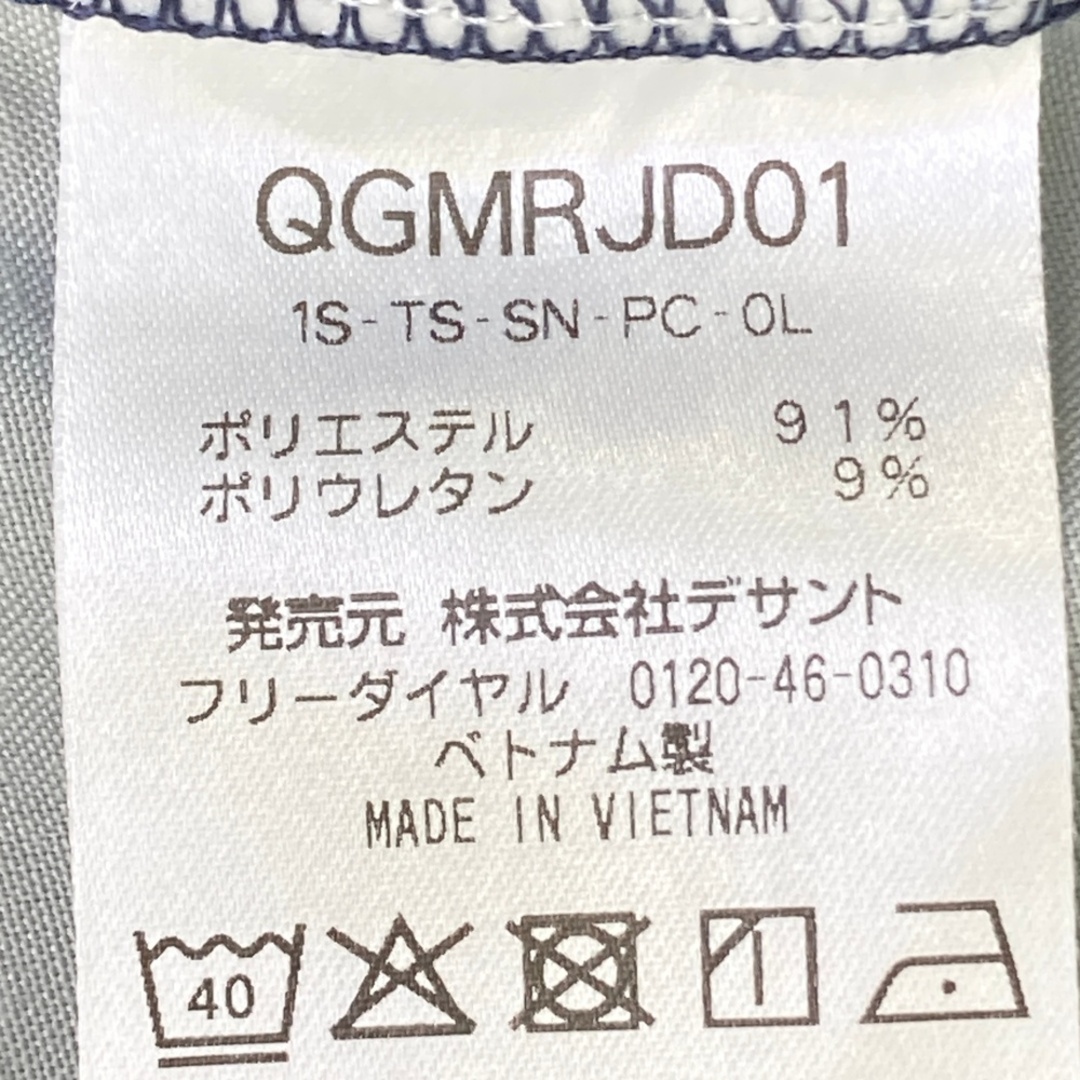 QGMRJD01
1S-TS-SN-PC-OL
ポリエステル 91%
ポリウレタン 9%
発売元 株式会社デサント
フリーダイヤル 0120-46-0310
ベトナム製
MADE IN VIETNAM
40